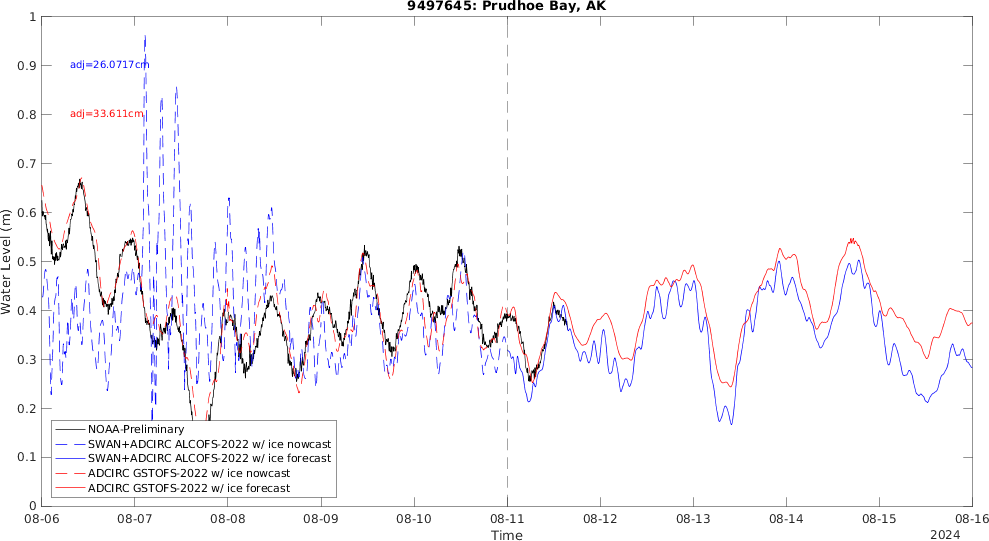 9497645: Prudhoe Bay, AK
1
0.9
0.8
0.7
0.6
0.5
0.4
0.3
0.2
0.1
0
Water Level (m)
adj=26.0717cm
adj=33.611cm
NOAA-Preliminary
SWAN+ADCIRC ALCOFS-2022 w/ ice nowcast
SWAN+ADCIRC ALCOFS-2022 w/ ice forecast
ADCIRC GSTOFS-2022 w/ ice nowcast
ADCIRC GSTOFS-2022 w/ ice forecast
08-06 08-07 08-08 08-09 08-10 08-11 08-12 08-13 08-14 08-15 08-16
Time
2024